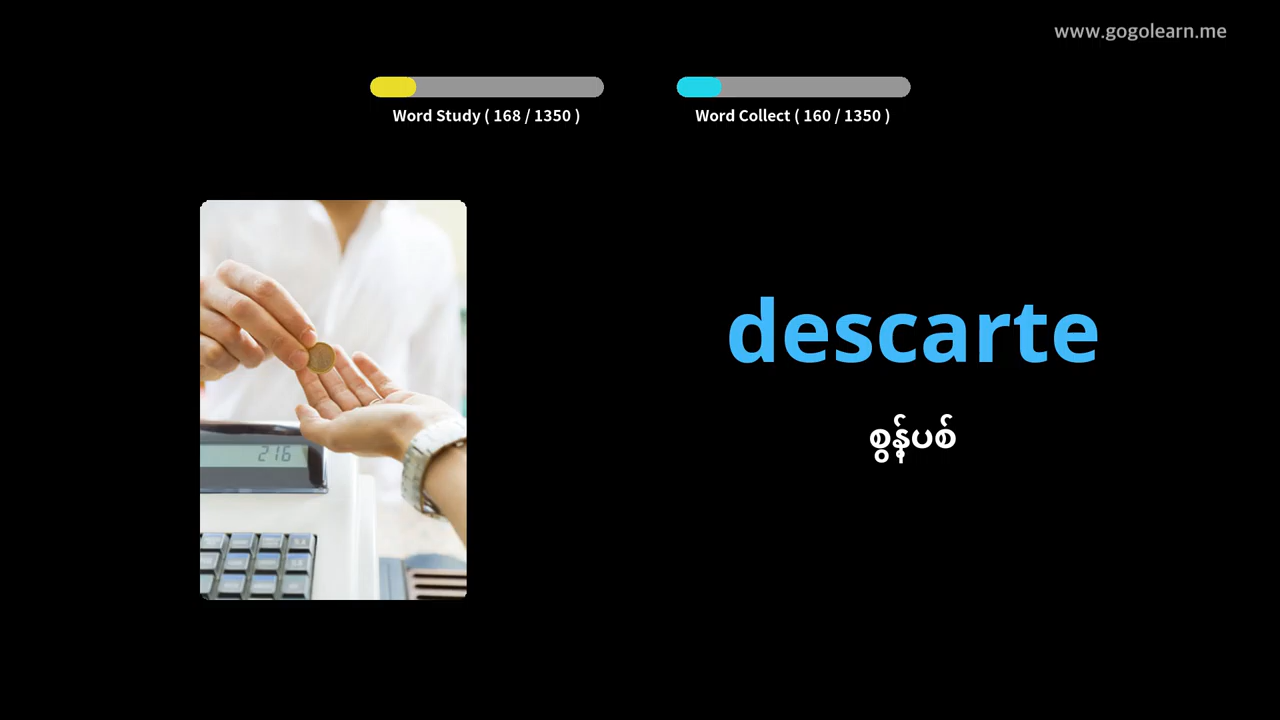 www.gogolearn.me
Word Study ( 168 / 1350 )
Word Collect ( 160 / 1350 )
descarte
စွန့်ပစ်
216